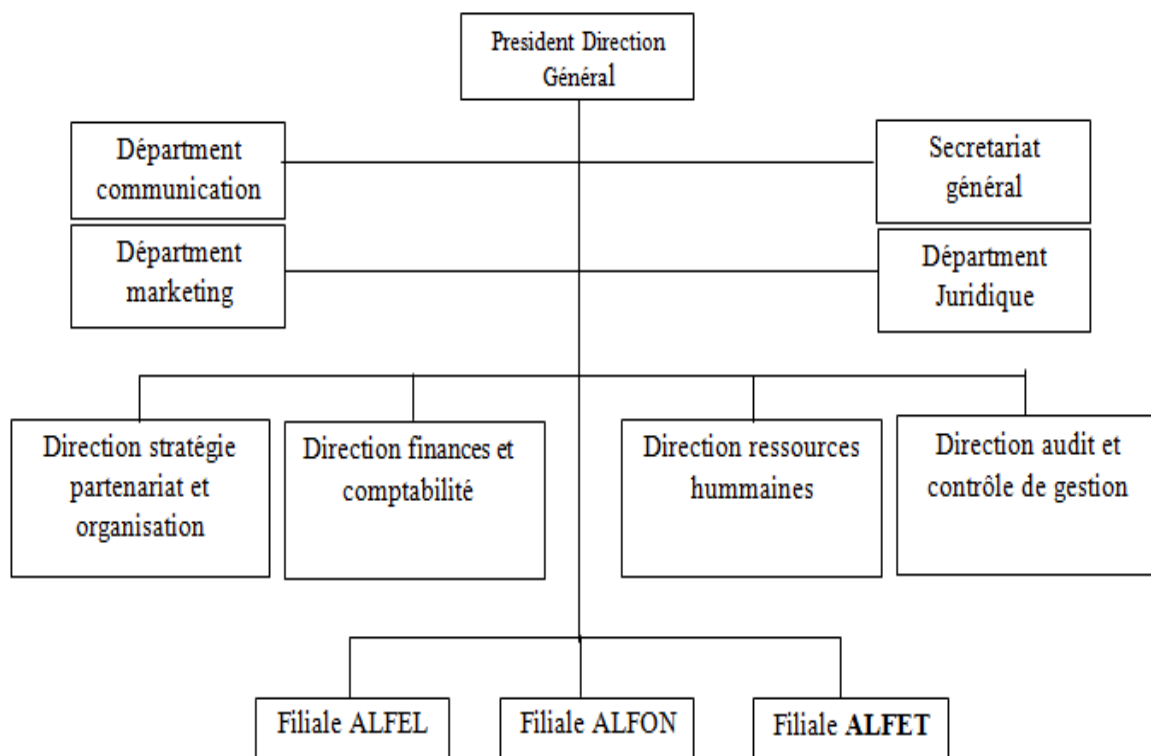 President Direction
Général
Départment
communication
Secretariat
général
Départment
marketing
Départment
Juridique
Direction stratégie
partenariat et
organisation
Direction finances et
comptabilité
Direction ressources
hummaines
Direction audit et
contrôle de gestion
Filiale ALFEL
Filiale ALFON
Filiale ALFET